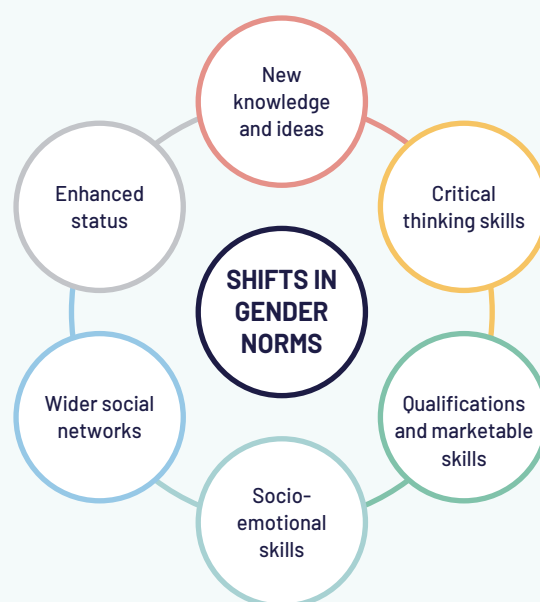 New
knowledge
and ideas
Enhanced
status
Critical
thinking skills
SHIFTS IN
GENDER
NORMS
Wider social
networks
Qualifications
and marketable
skills
Socio-
emotional
skills